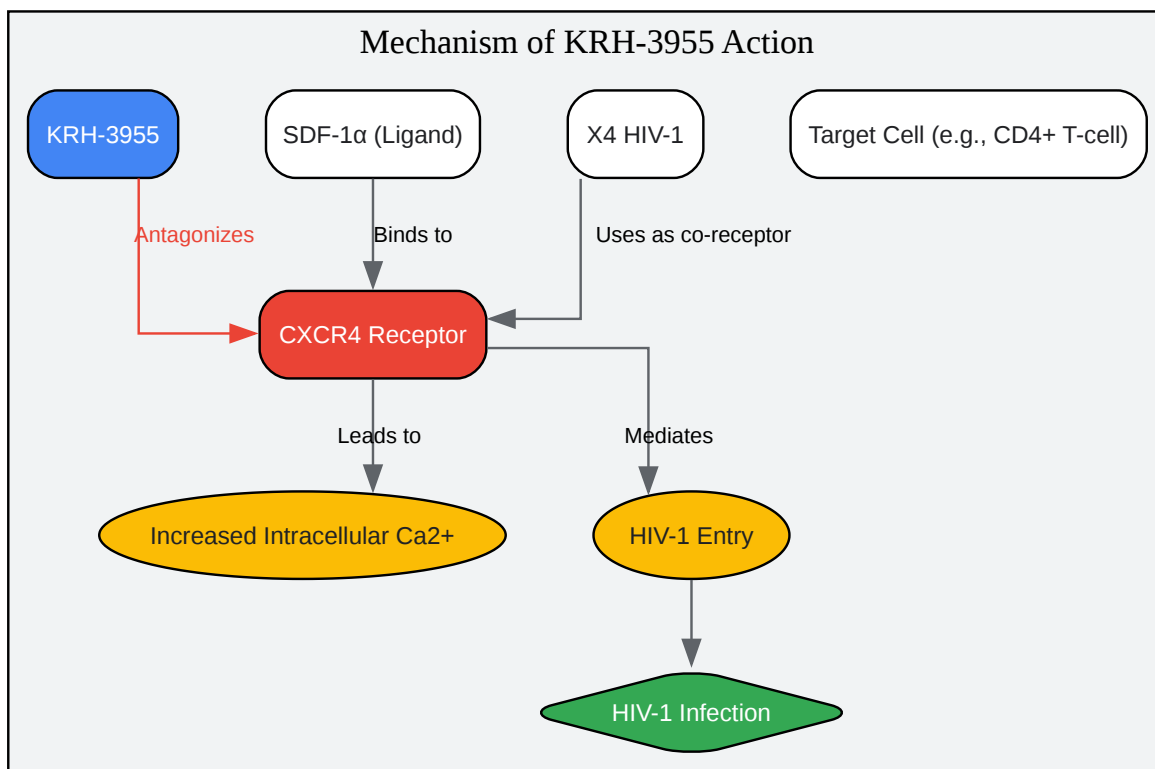 Mechanism of KRH-3955 Action
KRH-3955
SDF-1α (Ligand)
X4 HIV-1
Target Cell (e.g., CD4+ T-cell)
Antagonizes
Binds to
Uses as co-receptor
CXCR4 Receptor
Leads to
Mediates
Increased Intracellular Ca2+
HIV-1 Entry
HIV-1 Infection